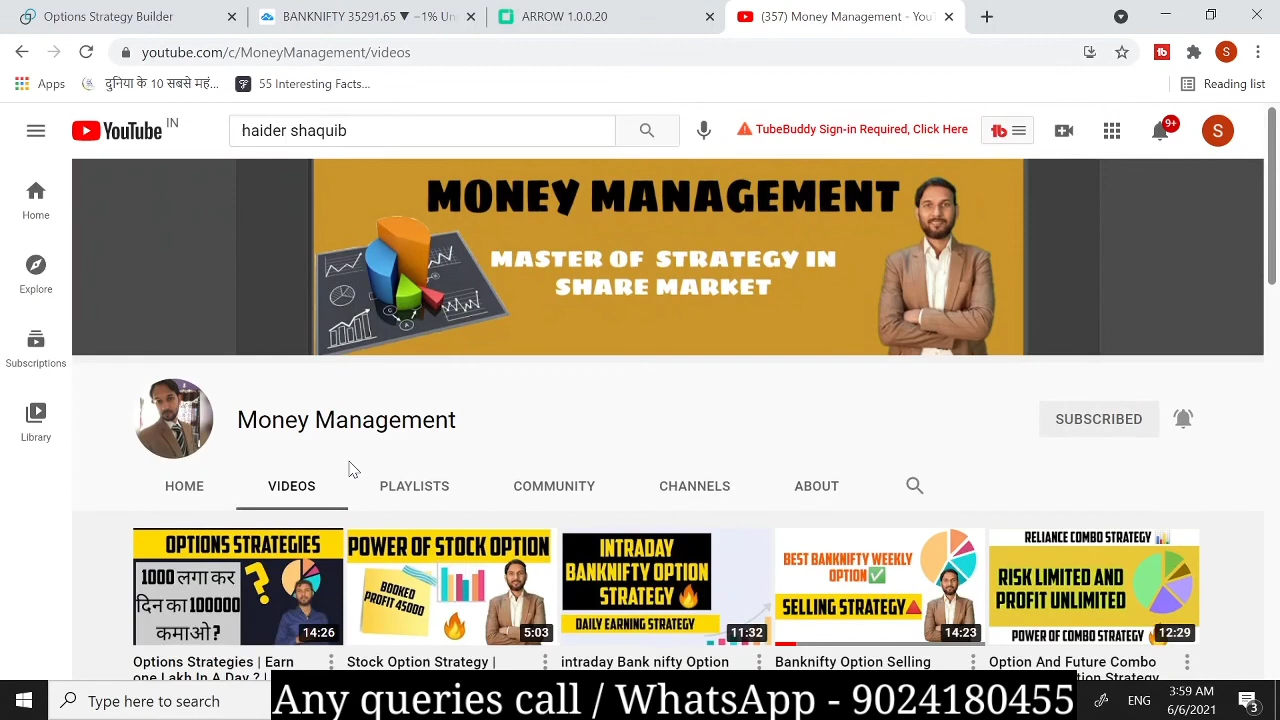 Strategy Builder
BANKNIFTY 35291.65 ▼ −1% Un
ARROW 1.0.0.20
(357) Money Management - You
youtube.com/c/MoneyManagement/videos
S
Apps
दुनिया के 10 सबसे महं...
55 Interesting Facts...
Reading list
YouTube IN
haider shaquib
TubeBuddy Sign-in Required, Click Here
tb
9+
S
Home
Explore
Subscriptions
Library
MONEY MANAGEMENT
MASTER OF STRATEGY IN
SHARE MARKET
Money Management
SUBSCRIBED
HOME
VIDEOS
PLAYLISTS
COMMUNITY
CHANNELS
ABOUT
OPTIONS STRATEGIES
1000 लगा कर
दिन का 100000
कमाओ?
?
14:26
Options Strategies | Earn
one Lakh In A Day ? |
POWER OF STOCK OPTION
BOOKED
PROFIT 45000
5:03
Stock Option Strategy |
INTRADAY
BANKNIFTY OPTION
STRATEGY🔥
DAILY EARNING STRATEGY
11:32
intraday Bank nifty Option
BEST BANKNIFTY WEEKLY
OPTION✅
SELLING STRATEGY🔺
14:23
Banknifty Option Selling
RELIANCE COMBO STRATEGY 📊
RISK LIMITED AND
PROFIT UNLIMITED
POWER OF COMBO STRATEGY 🔥
12:29
Option And Future Combo
Type here to search
Any queries call / WhatsApp - 9024180455
ENG
3:59 AM
6/6/2021
3